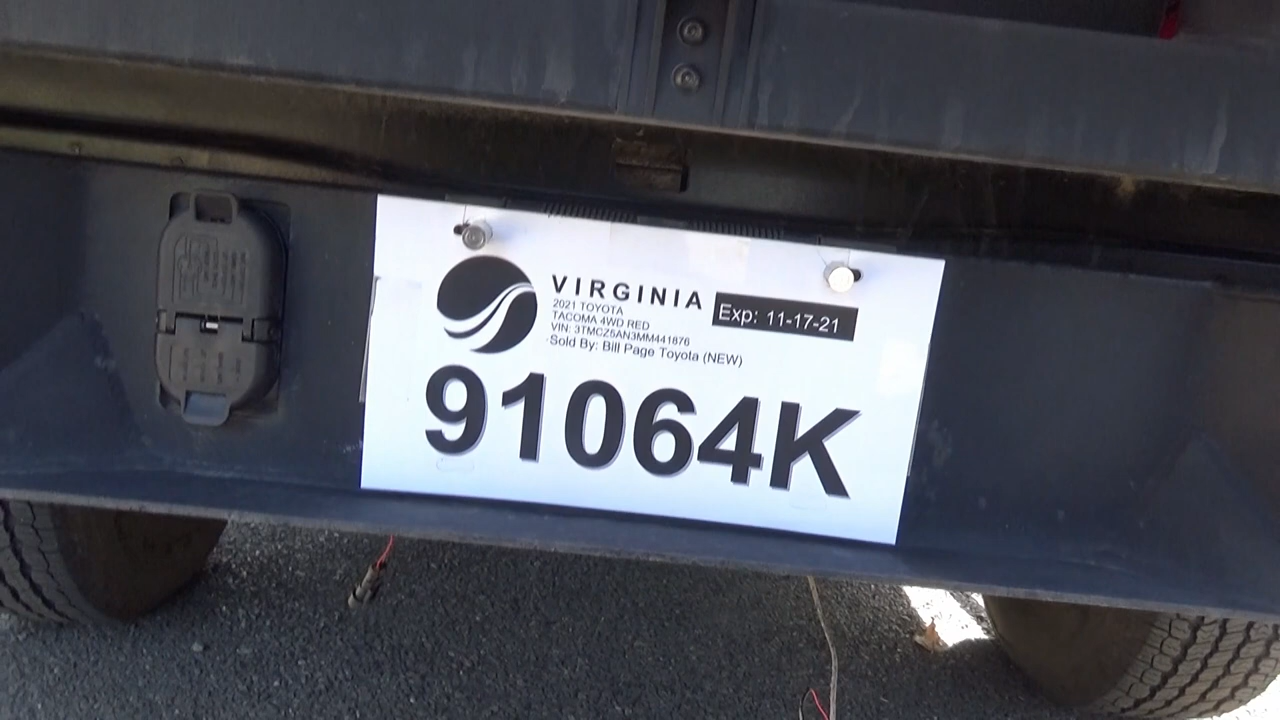 VIRGINIA
2021 TOYOTA
TACOMA 4WD RED
VIN: 3TMCZ5AN3MM441876
Sold By: Bill Page Toyota (NEW)
Exp: 11-17-21
91064K